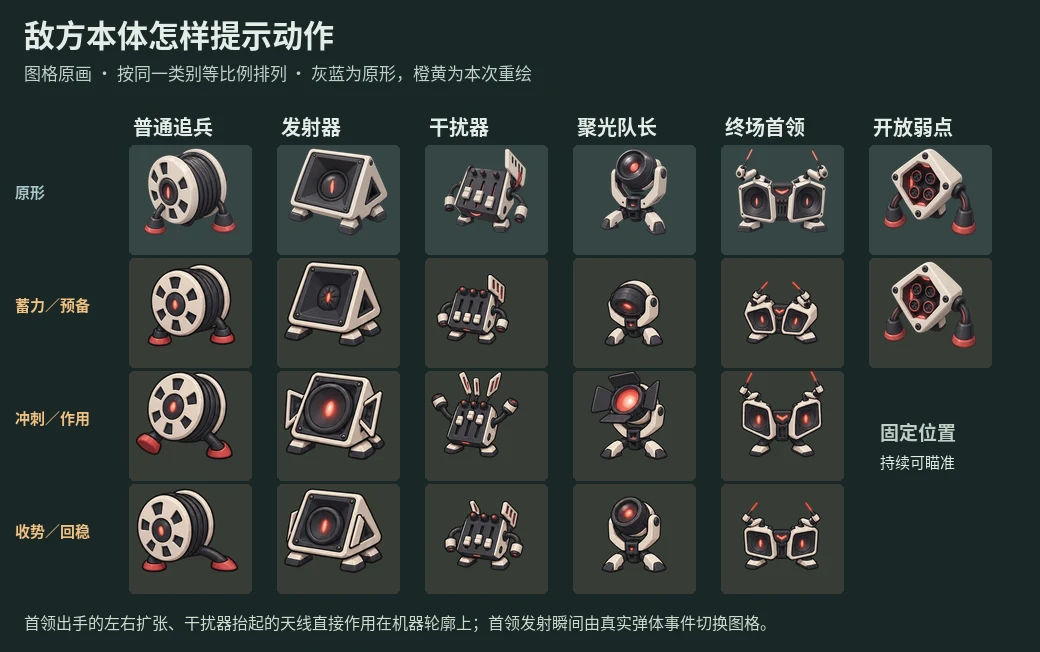 敌方本体怎样提示动作
图格原画 · 按同一类别等比例排列 · 灰蓝为原形，橙黄为本次重绘
普通追兵 发射器 干扰器 聚光队长 终场首领 开放弱点
原形
蓄力／预备
冲刺／作用
固定位置
持续可瞄准
收势／回稳
首领出手的左右扩张、干扰器抬起的天线直接作用在机器轮廓上；首领发射瞬间由真实弹体事件切换图格。